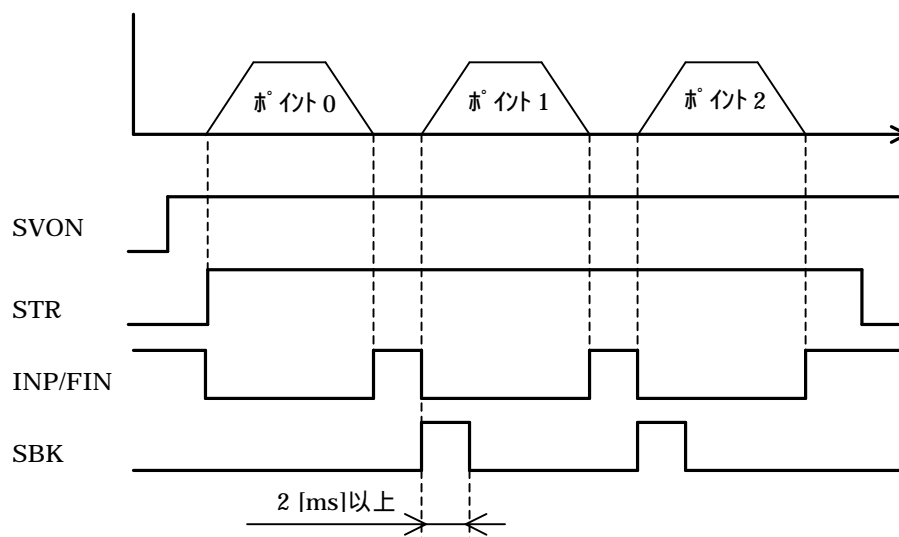 ﾎﾟｲﾝﾄ 0
ﾎﾟｲﾝﾄ 1
ﾎﾟｲﾝﾄ 2
SVON
STR
INP/FIN
SBK
2 [ms]以上